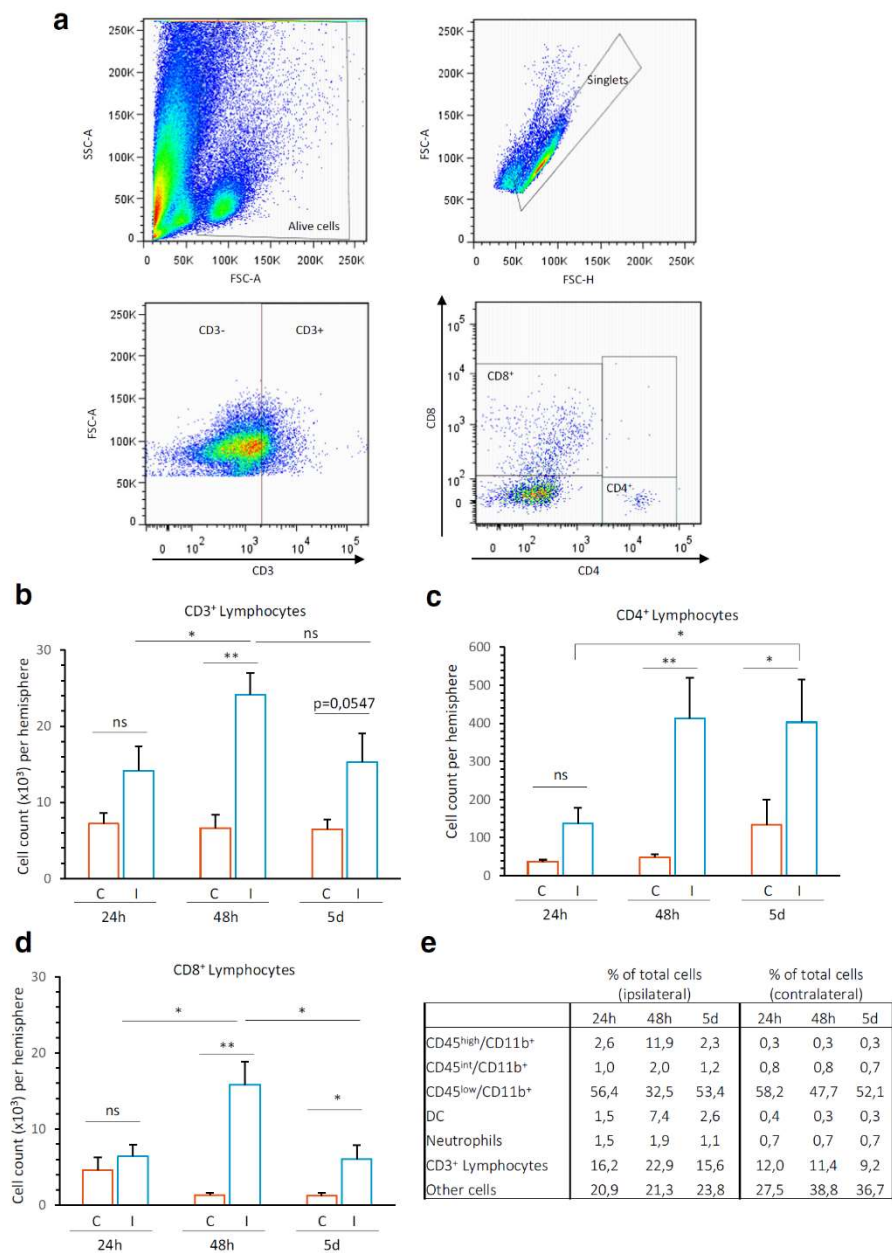 a
250K
200K
150K
100K
50K
0
SSC-A
Alive cells
0 50K 100K 150K 200K 250K
FSC-A
250K
200K
150K
100K
50K
0
FSC-A
Singlets
0 50K 100K 150K 200K 250K
FSC-H
250K
200K
150K
100K
50K
0
FSC-A
CD3- CD3+
0 10² 10³ 10⁴ 10⁵
CD3
10⁵
10⁴
10³
10²
0
CD8
CD8⁺
CD4⁺
0 10² 10³ 10⁴ 10⁵
CD4
b
CD3⁺ Lymphocytes
Cell count (x10³) per hemisphere
30
20
10
0
ns
*
**
ns
p=0,0547
C I C I C I
24h 48h 5d
c
CD4⁺ Lymphocytes
Cell count per hemisphere
600
500
400
300
200
100
0
ns
*
**
*
C I C I C I
24h 48h 5d
d
CD8⁺ Lymphocytes
Cell count (x10³) per hemisphere
30
20
10
0
ns
*
**
*
*
C I C I C I
24h 48h 5d
e
% of total cells % of total cells
(ipsilateral) (contralateral)
24h 48h 5d 24h 48h 5d
CD45ʰⁱᵍʰ/CD11b⁺ 2,6 11,9 2,3 0,3 0,3 0,3
CD45ⁱⁿᵗ/CD11b⁺ 1,0 2,0 1,2 0,8 0,8 0,7
CD45ˡᵒʷ/CD11b⁺ 56,4 32,5 53,4 58,2 47,7 52,1
DC 1,5 7,4 2,6 0,4 0,3 0,3
Neutrophils 1,5 1,9 1,1 0,7 0,7 0,7
CD3⁺ Lymphocytes 16,2 22,9 15,6 12,0 11,4 9,2
Other cells 20,9 21,3 23,8 27,5 38,8 36,7